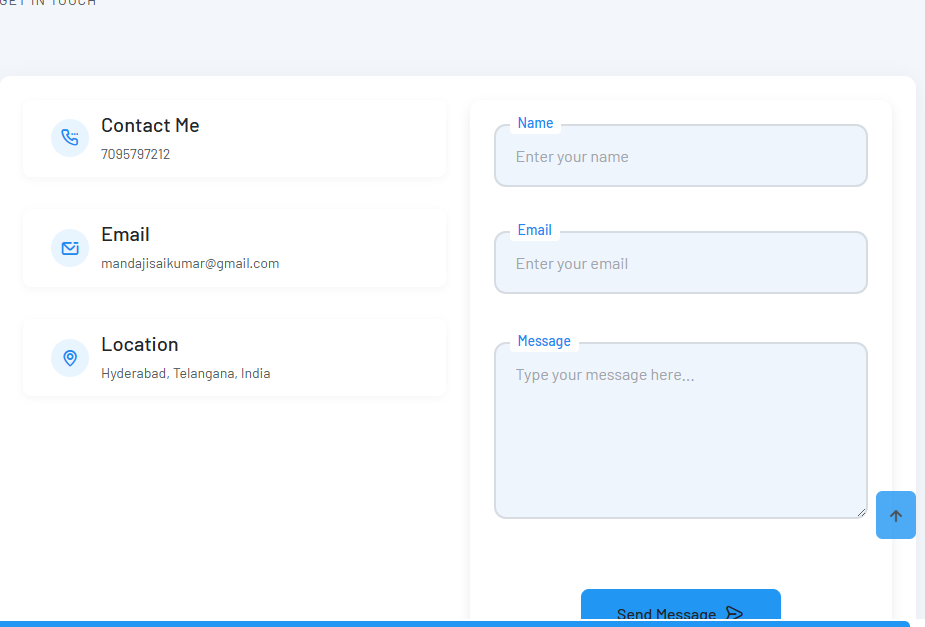 GET IN TOUCH
Contact Me
7095797212
Email
mandajisaikumar@gmail.com
Location
Hyderabad, Telangana, India
Name
Enter your name
Email
Enter your email
Message
Type your message here...
Send Message